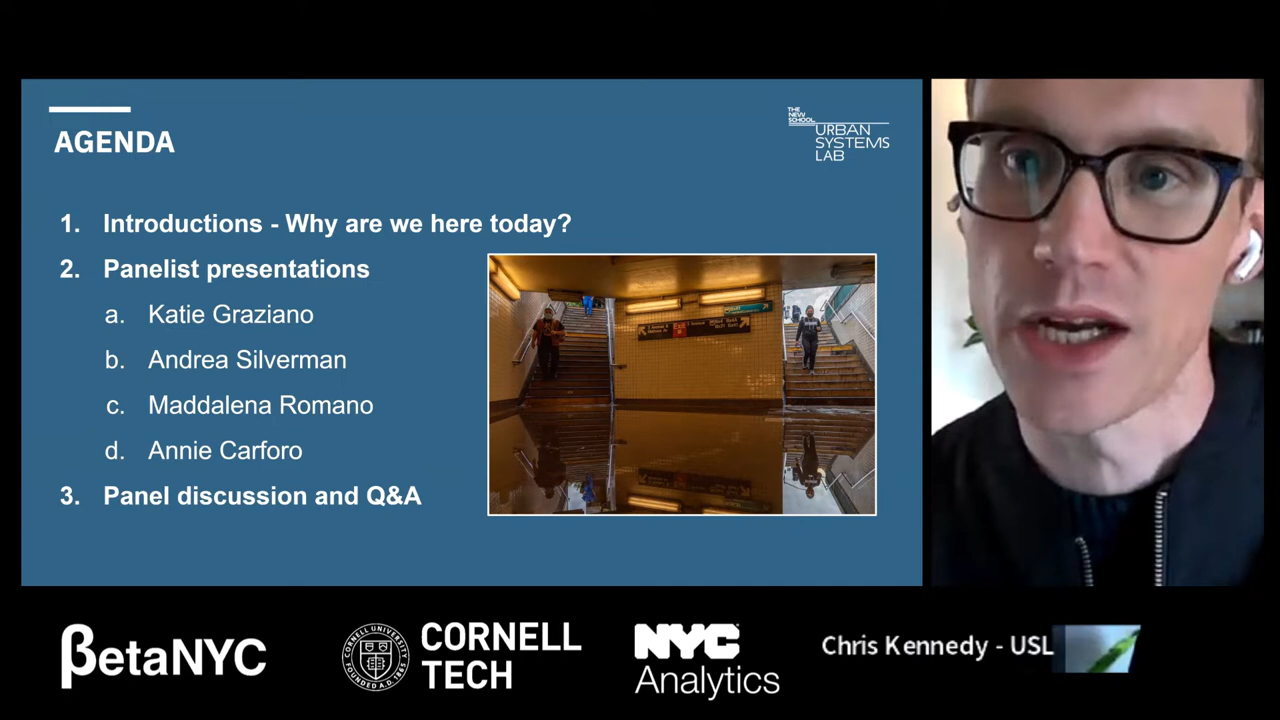 AGENDA
THE
NEW
SCHOOL
URBAN
SYSTEMS
LAB
1. Introductions - Why are we here today?
2. Panelist presentations
a. Katie Graziano
b. Andrea Silverman
c. Maddalena Romano
d. Annie Carforo
3. Panel discussion and Q&A
Exit
βetaNYC
CORNELL
TECH
NYC
Analytics
Chris Kennedy - USL